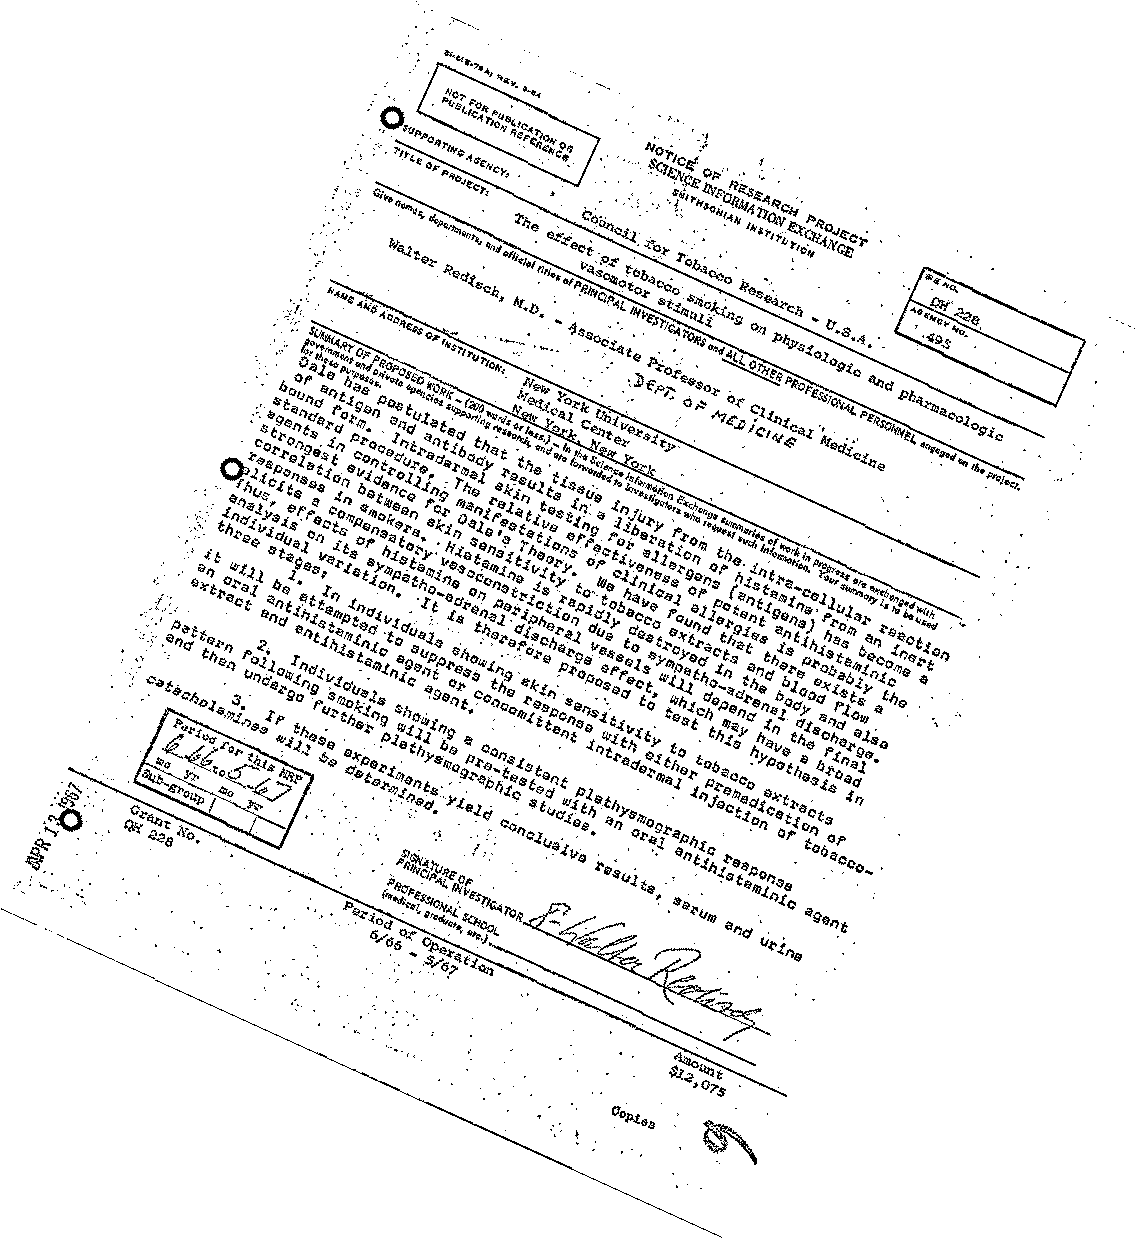 NOT FOR PUBLICATION OR
PUBLICATION REFERENCE
NOTICE OF RESEARCH PROJECT
SCIENCE INFORMATION EXCHANGE
SMITHSONIAN INSTITUTION
SIE NO.
QH 228
AGENCY NO.
495
SUPPORTING AGENCY:
Council for Tobacco Research - U.S.A.
TITLE OF PROJECT:
The effect of tobacco smoking on physiologic and pharmacologic
vasomotor stimuli
Give names, departments, and official titles of PRINCIPAL INVESTIGATORS and ALL OTHER PROFESSIONAL PERSONNEL engaged on the project.
Walter Redisch, M.D. - Associate Professor of Clinical Medicine
DEPT. OF MEDICINE
NAME AND ADDRESS OF INSTITUTION:
New York University
Medical Center
New York, New York
SUMMARY OF PROPOSED WORK - (200 words or less.) - In the Science Information Exchange summaries of work in progress are exchanged with
government and private agencies supporting research, and are forwarded to investigators who request such information. Your summary is to be used
for these purposes.
Dale has postulated that the tissue injury from the intra-cellular reaction
of antigen and antibody results in a liberation of histamine from an inert
bound form. Intradermal skin testing for allergens (antigens) has become a
standard procedure. The relative effectiveness of potent antihistaminic
agents in controlling manifestations of clinical allergies is probably the
strongest evidence for Dale's Theory. We have found that there exists a
correlation between skin sensitivity to tobacco extracts and blood flow
responses in smokers. Histamine is rapidly destroyed in the body and also
elicits a compensatory vasoconstriction due to sympatho-adrenal discharge.
Thus, effects of histamine on peripheral vessels will depend in the final
analysis on its sympatho-adrenal discharge effect, which may have a broad
individual variation. It is therefore proposed to test this hypothesis in
three stages:
1. In individuals showing skin sensitivity to tobacco extracts
it will be attempted to suppress the response with either premedication of
an oral antihistaminic agent or concomittent intradermal injection of tobacco-
extract and antihistaminic agent.
2. Individuals showing a consistent plethysmographic response
pattern following smoking will be pre-tested with an oral antihistaminic agent
and then undergo further plethysmographic studies.
3. If these experiments yield conclusive results, serum and urine
catacholamines will be determined.
Period for this NRP
6.66 to 5.67
mo yr mo yr
Sub-group
SIGNATURE OF
PRINCIPAL INVESTIGATOR
Walter Redisch
PROFESSIONAL SCHOOL
(medical, graduate, etc.)
APR 12 1967
Grant No.
QH 228
Period of Operation
6/66 - 5/67
Amount
$12,075
Copies